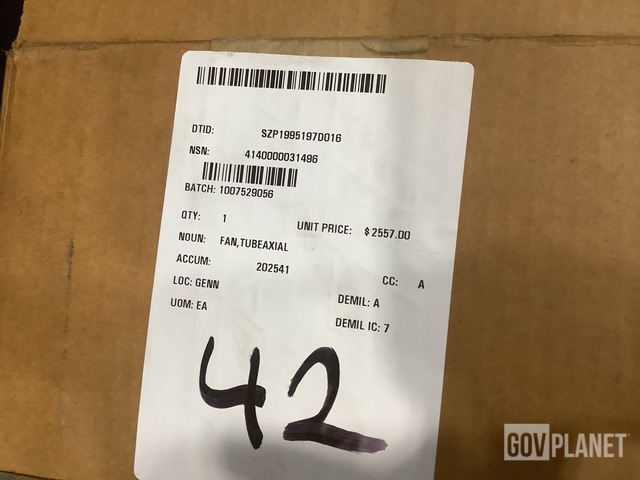 DTID: SZP1995197D016
NSN: 4140000031496
BATCH: 1007529056
QTY: 1 UNIT PRICE: $ 2557.00
NOUN: FAN,TUBEAXIAL
ACCUM: 202541 CC: A
LOC: GENN DEMIL: A
UOM: EA DEMIL IC: 7
42
GOVPLANET